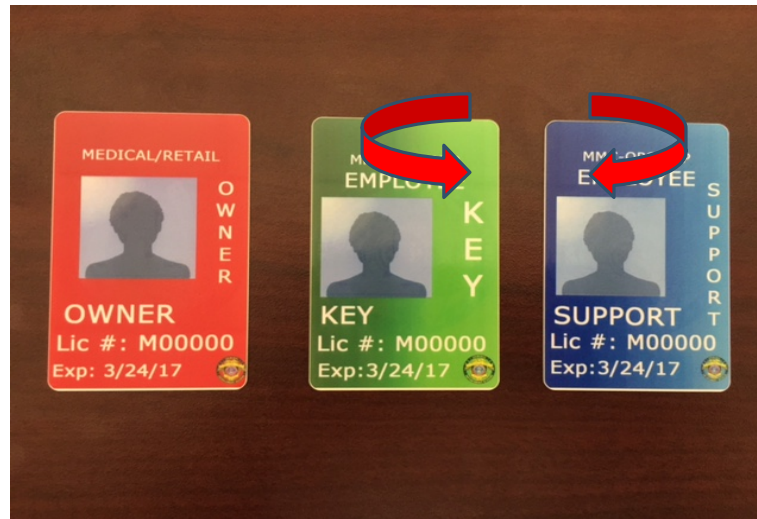 MEDICAL/RETAIL
OWNER
OWNER
Lic #: M00000
Exp: 3/24/17
KEY
KEY
Lic #: M00000
Exp:3/24/17
EMPLOYEE
SUPPORT
SUPPORT
Lic #: M00000
Exp:3/24/17